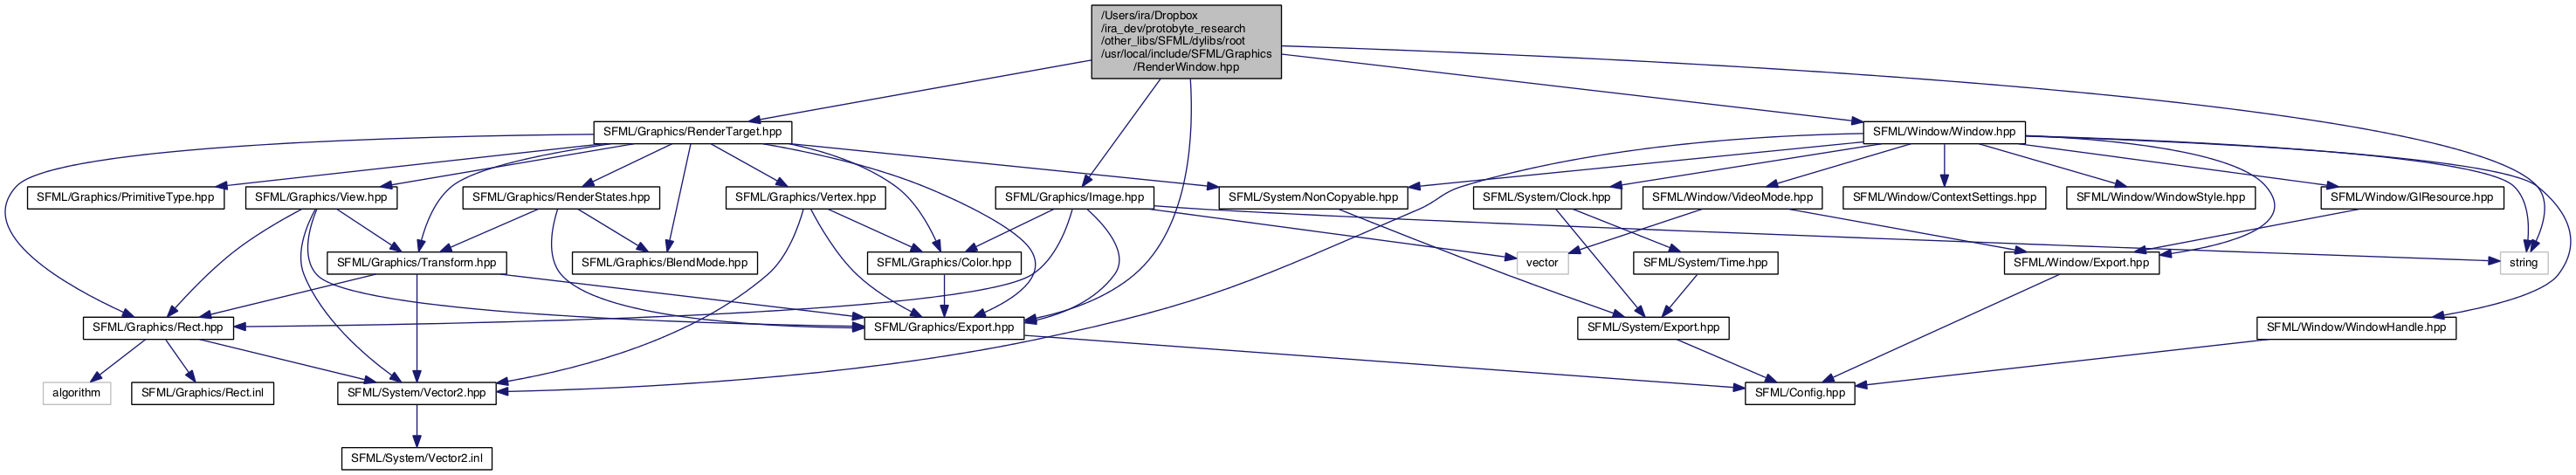 /Users/ira/Dropbox
/ira_dev/protobyte_research
/other_libs/SFML/dylibs/root
/usr/local/include/SFML/Graphics
/RenderWindow.hpp
SFML/Graphics/RenderTarget.hpp
SFML/Window/Window.hpp
SFML/Graphics/PrimitiveType.hpp
SFML/Graphics/View.hpp
SFML/Graphics/RenderStates.hpp
SFML/Graphics/Vertex.hpp
SFML/Graphics/Image.hpp
SFML/System/NonCopyable.hpp
SFML/System/Clock.hpp
SFML/Window/VideoMode.hpp
SFML/Window/ContextSettings.hpp
SFML/Window/WindowStyle.hpp
SFML/Window/GlResource.hpp
SFML/Graphics/Transform.hpp
SFML/Graphics/BlendMode.hpp
SFML/Graphics/Color.hpp
vector
SFML/System/Time.hpp
SFML/Window/Export.hpp
string
SFML/Graphics/Rect.hpp
SFML/Graphics/Export.hpp
SFML/System/Export.hpp
SFML/Window/WindowHandle.hpp
algorithm
SFML/Graphics/Rect.inl
SFML/System/Vector2.hpp
SFML/Config.hpp
SFML/System/Vector2.inl